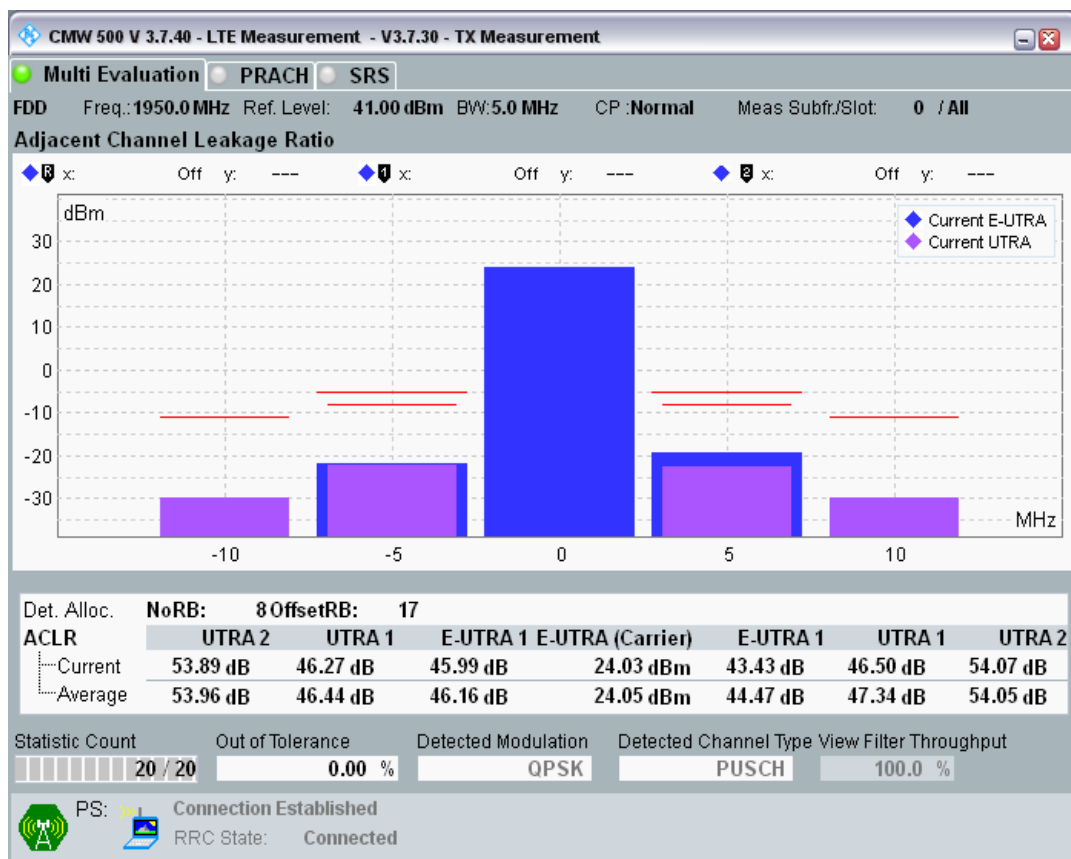 CMW 500 V 3.7.40 - LTE Measurement - V3.7.30 - TX Measurement
Multi Evaluation PRACH SRS
FDD Freq.: 1950.0 MHz Ref. Level: 41.00 dBm BW: 5.0 MHz CP : Normal Meas Subfr./Slot: 0 / All
Adjacent Channel Leakage Ratio
R x: Off y: --- 1 x: Off y: --- 2 x: Off y: ---
dBm
Current E-UTRA
Current UTRA
30
20
10
0
-10
-20
-30
MHz
-10 -5 0 5 10
Det. Alloc. NoRB: 8 OffsetRB: 17
ACLR UTRA 2 UTRA 1 E-UTRA 1 E-UTRA (Carrier) E-UTRA 1 UTRA 1 UTRA 2
Current 53.89 dB 46.27 dB 45.99 dB 24.03 dBm 43.43 dB 46.50 dB 54.07 dB
Average 53.96 dB 46.44 dB 46.16 dB 24.05 dBm 44.47 dB 47.34 dB 54.05 dB
Statistic Count Out of Tolerance Detected Modulation Detected Channel Type View Filter Throughput
20 / 20 0.00 % QPSK PUSCH 100.0 %
PS: Connection Established
RRC State: Connected